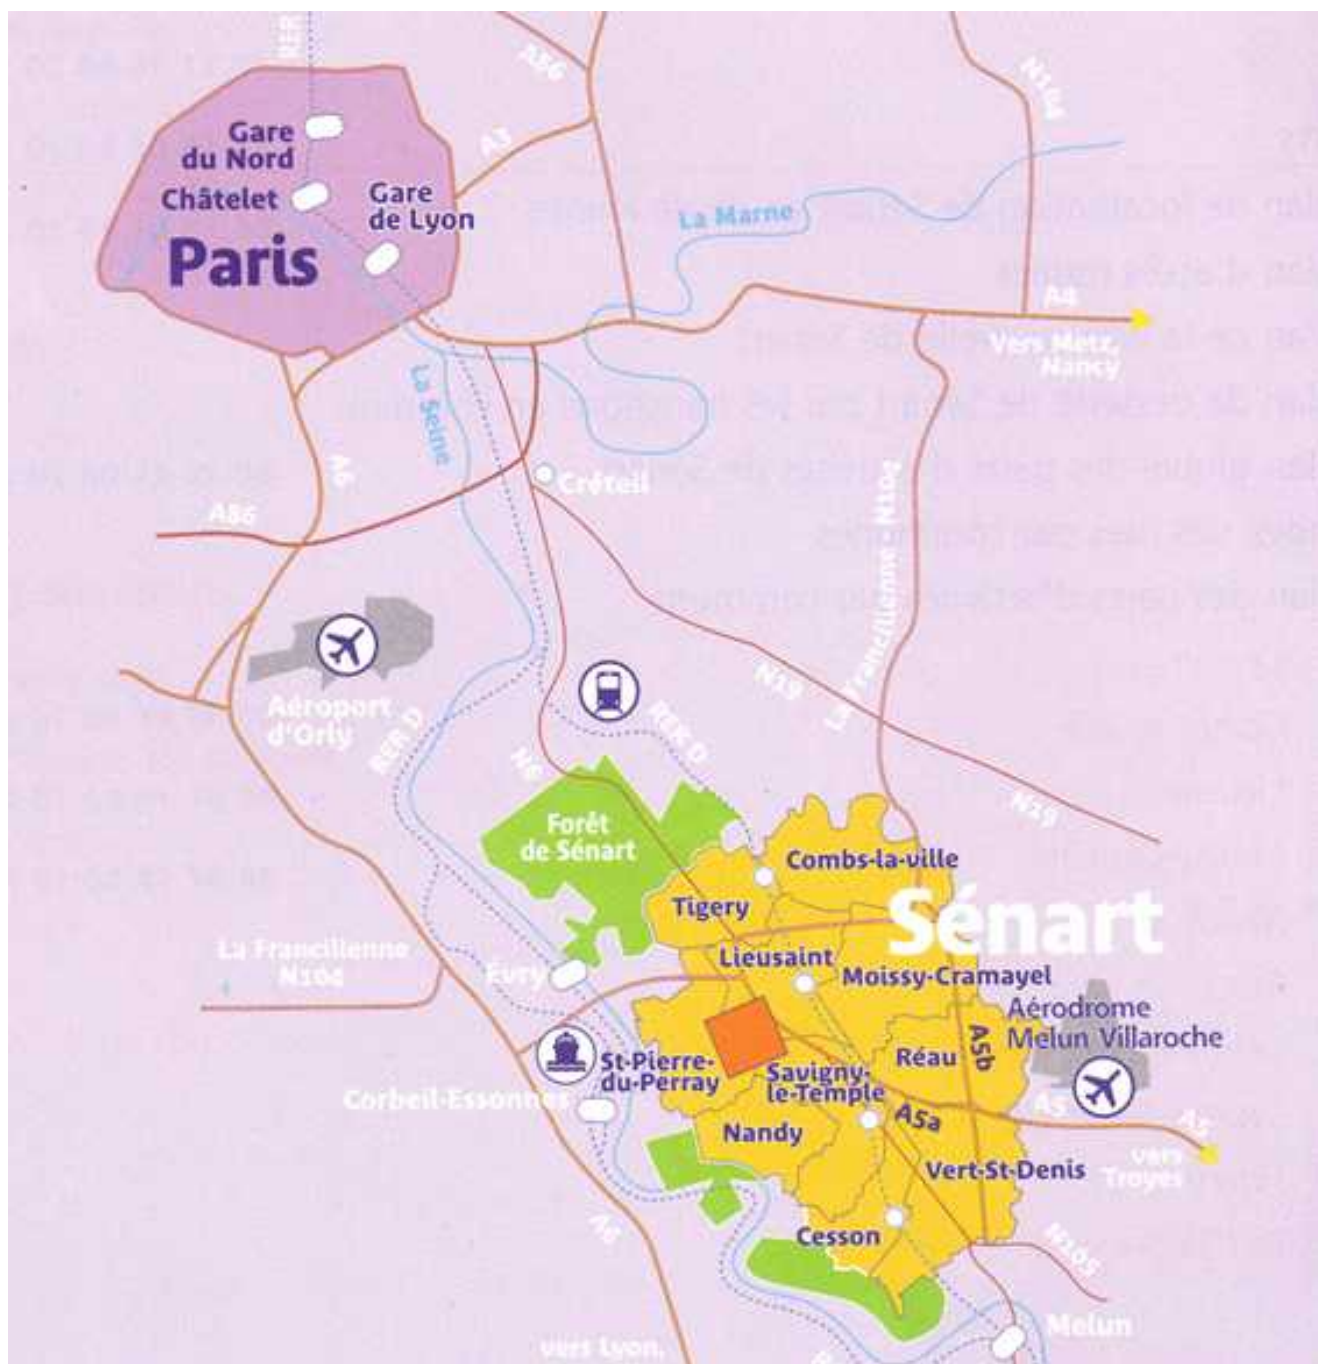 RER
A86
N104
Gare
du Nord
A3
Châtelet
Gare
de Lyon
La Marne
Paris
A4
Vers Metz
Nancy
La Seine
A6
Créteil
A86
La Francilienne N104
Aéroport
d'Orly
RER D
RER D
N19
N6
N19
Forêt
de Sénart
Combs-la-ville
Tigery
Sénart
La Francilienne
N104
Lieusaint
Evry
Moissy-Cramayel
Aérodrome
Melun Villaroche
St-Pierre-
du-Perray
Réau
A5b
Savigny-
le-Temple
Corbeil-Essonnes
A5a
A5
A5
Nandy
vers
Troyes
Vert-St-Denis
A6
Cesson
N105
Melun
vers Lyon,